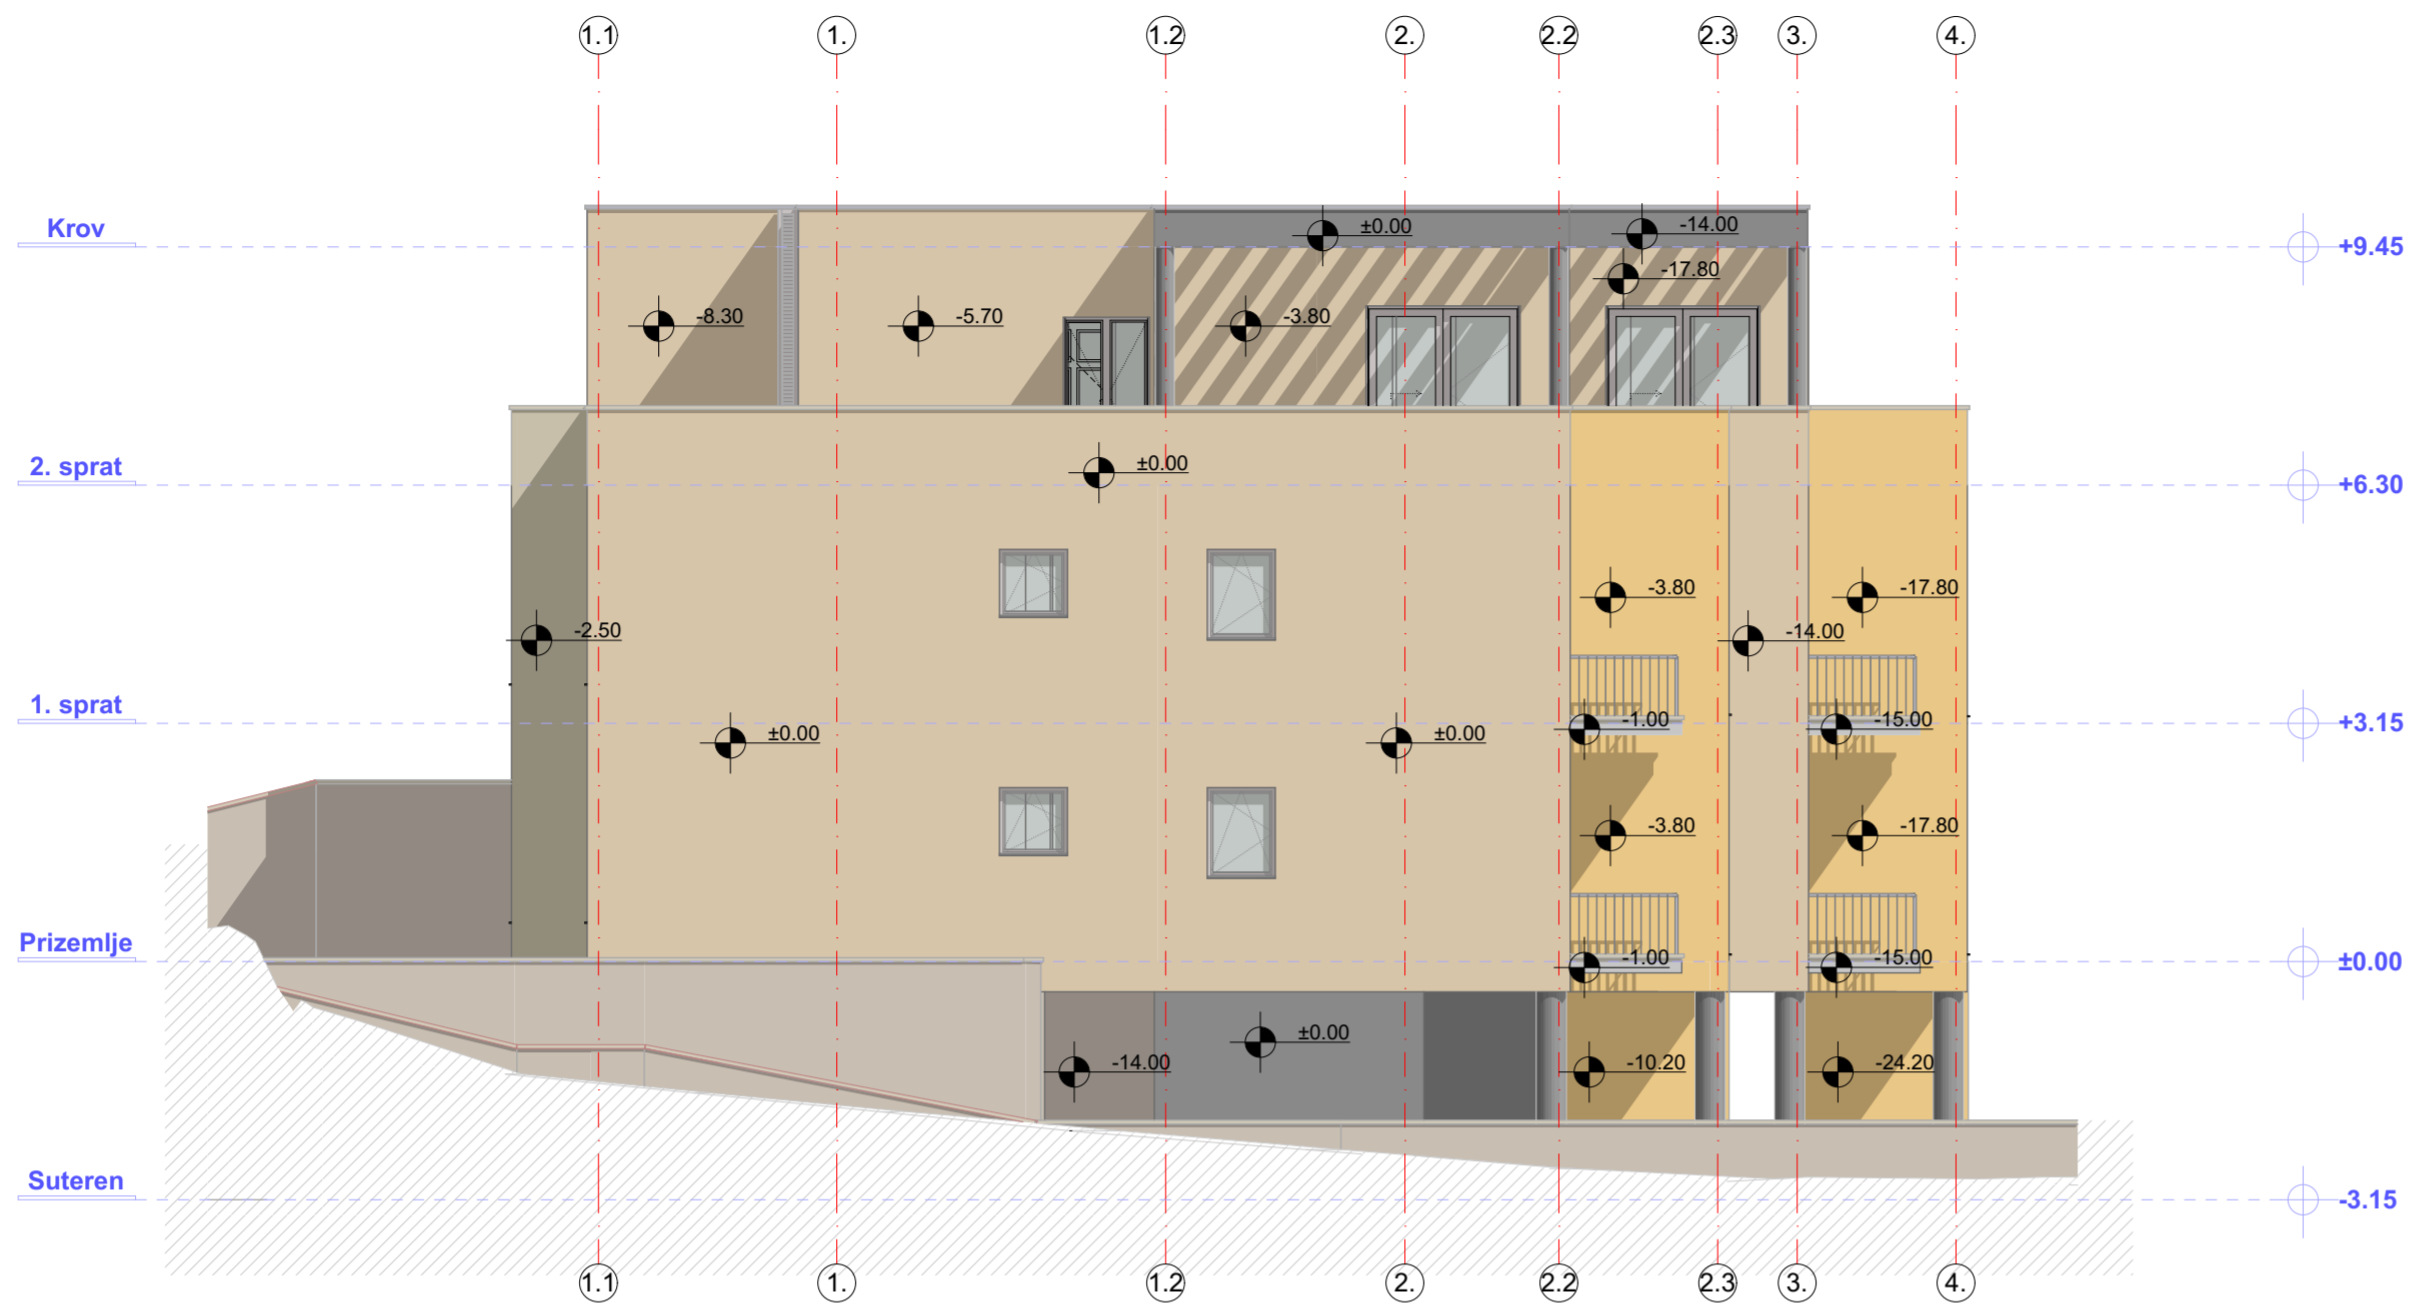 1.1 1. 1.2 2. 2.2 2.3 3. 4.
Krov ±0.00 -14.00 +9.45
-17.80
-8.30 -5.70 -3.80
2. sprat ±0.00 +6.30
-3.80 -17.80
-2.50 -14.00
1. sprat -1.00 -15.00 +3.15
±0.00 ±0.00
-3.80 -17.80
Prizemlje -1.00 -15.00 ±0.00
±0.00
-14.00 -10.20 -24.20
Suteren -3.15
1.1 1. 1.2 2. 2.2 2.3 3. 4.